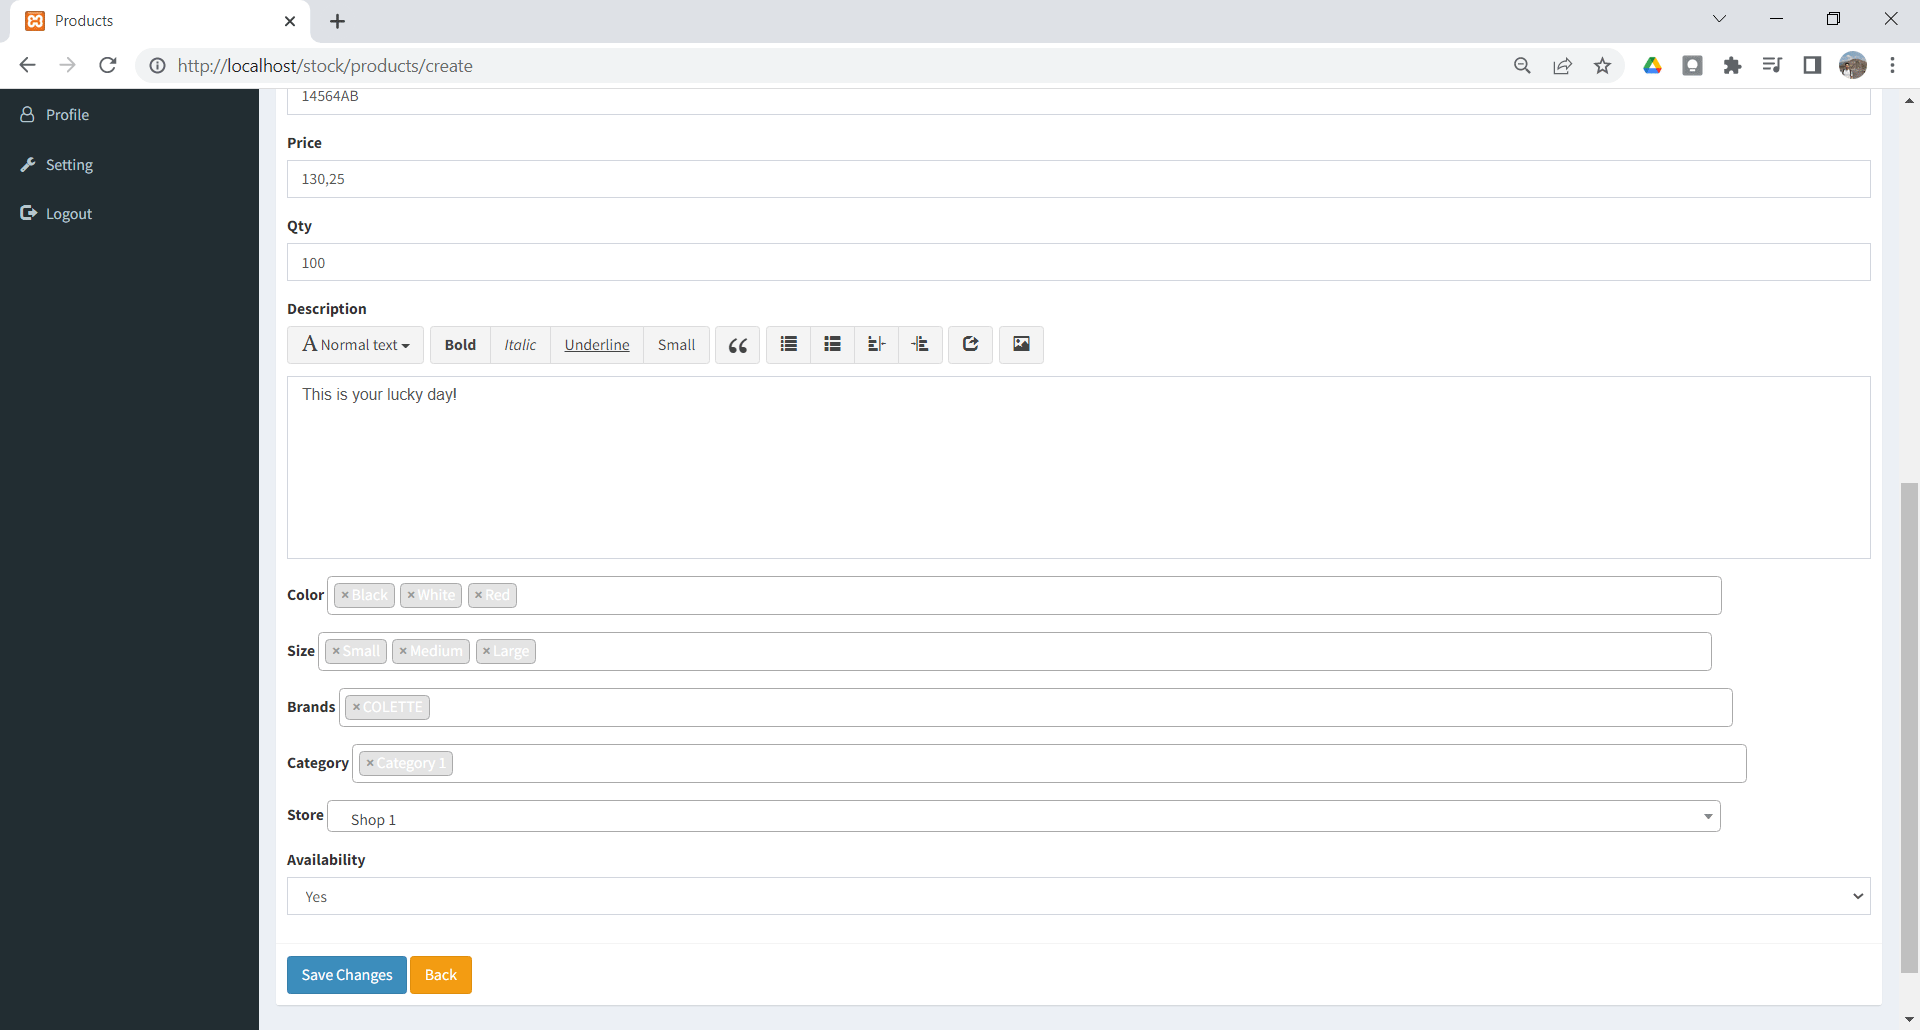 Products
http://localhost/stock/products/create
Profile
Setting
Logout
14564AB
Price
130,25
Qty
100
Description
A Normal text Bold Italic Underline Small
This is your lucky day!
Color ×Black ×White ×Red
Size ×Small ×Medium ×Large
Brands ×COLETTE
Category ×Category 1
Store Shop 1
Availability
Yes
Save Changes Back